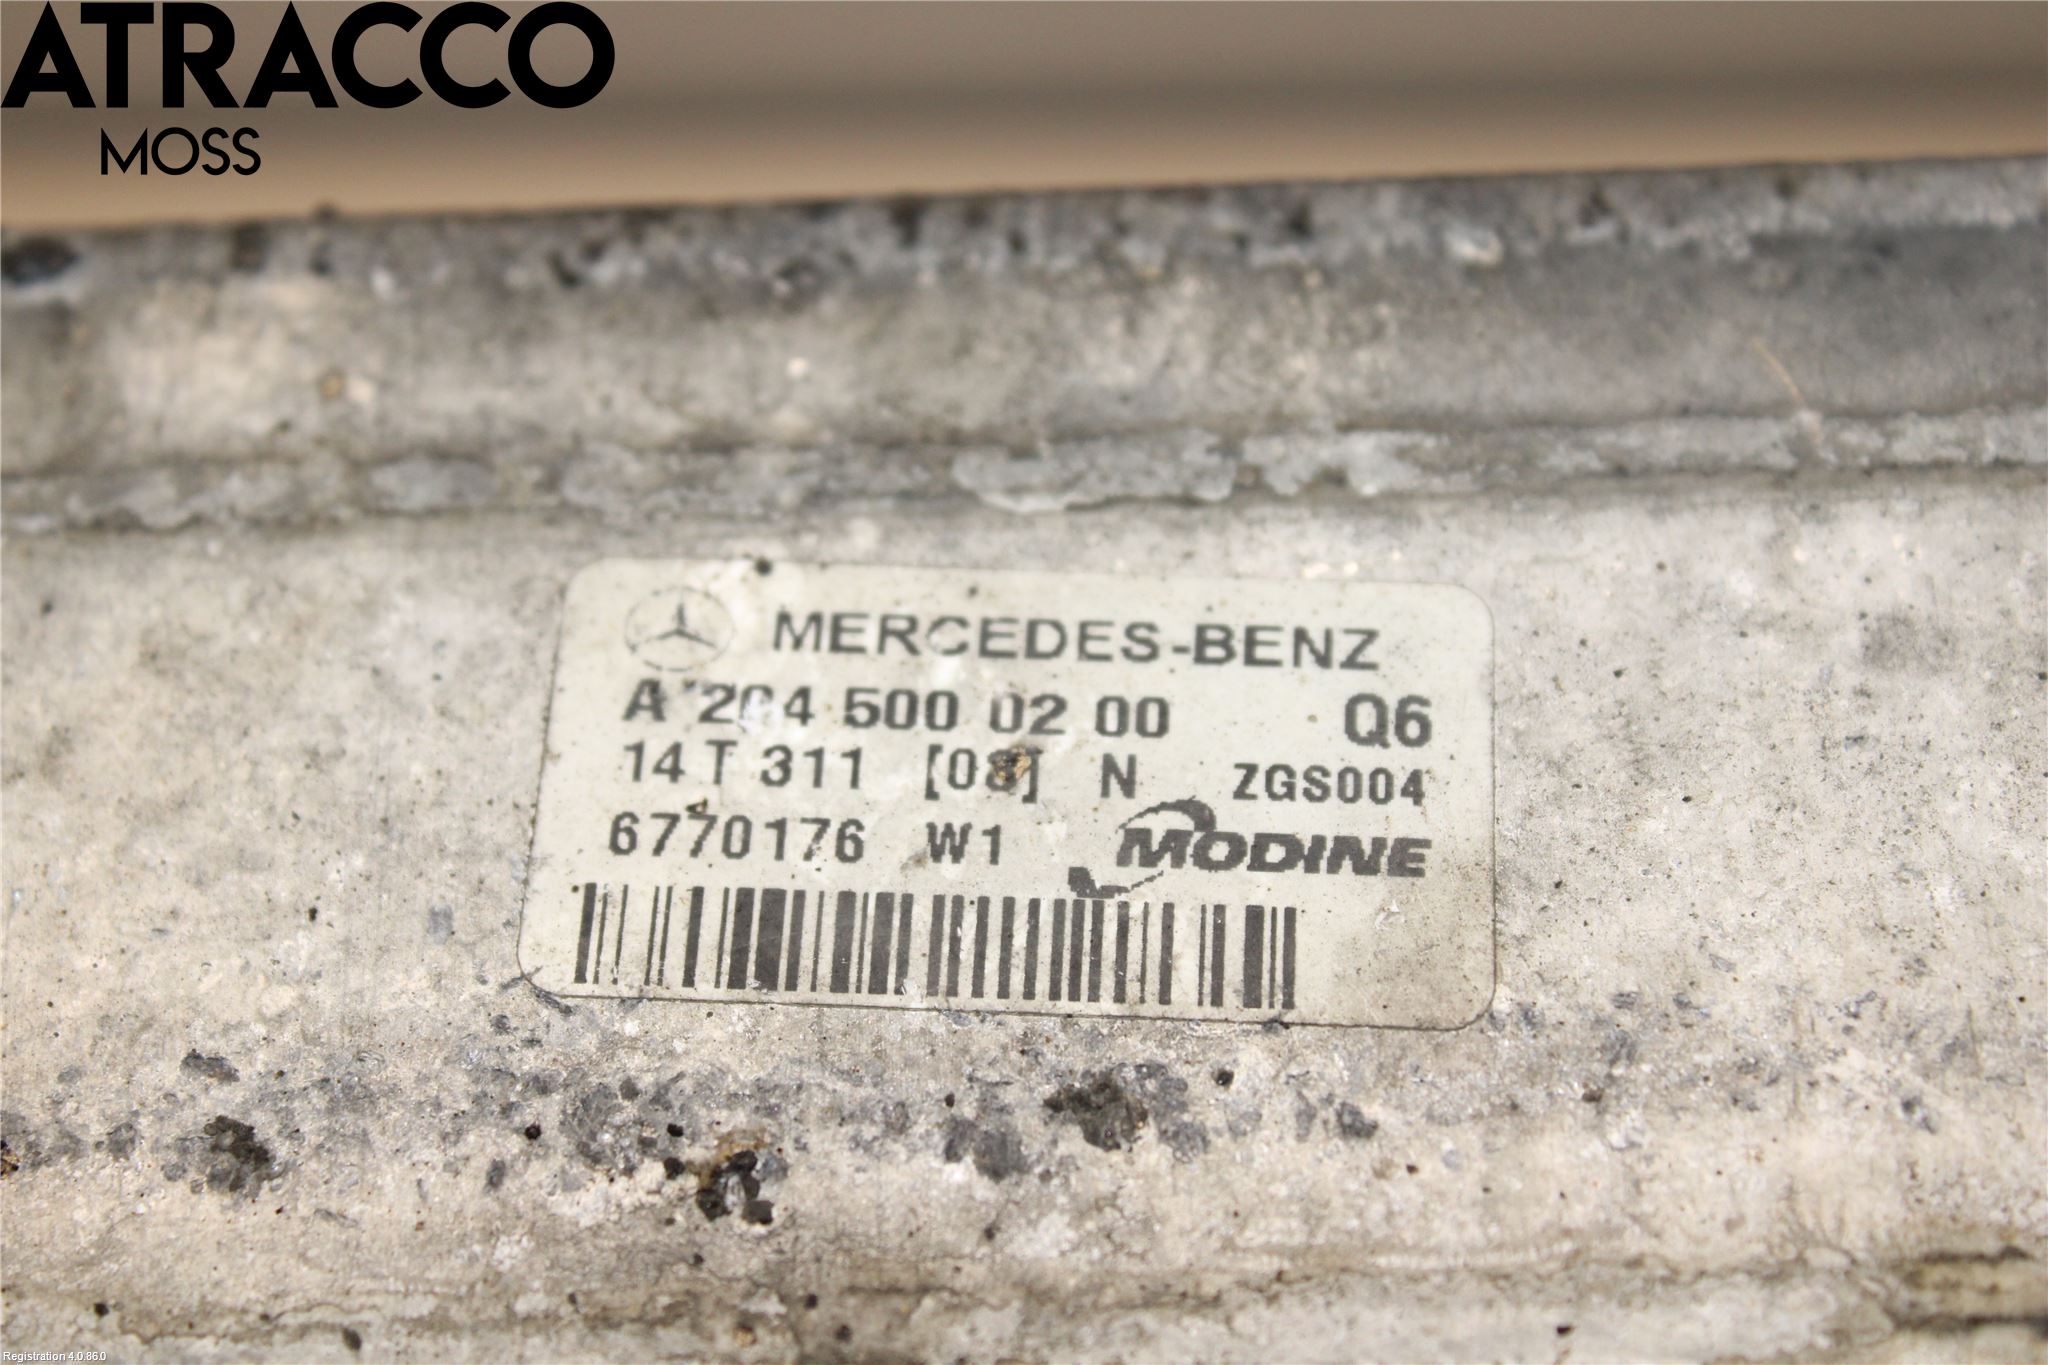 ATRACCO
MOSS
MERCEDES-BENZ
A 204 500 02 00 Q6
14 T 311 [08] N ZGS004
6770176 W1 MODINE
Registration 4.0.86.0